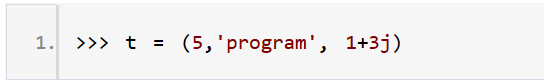 1. >>> t = (5,'program', 1+3j)